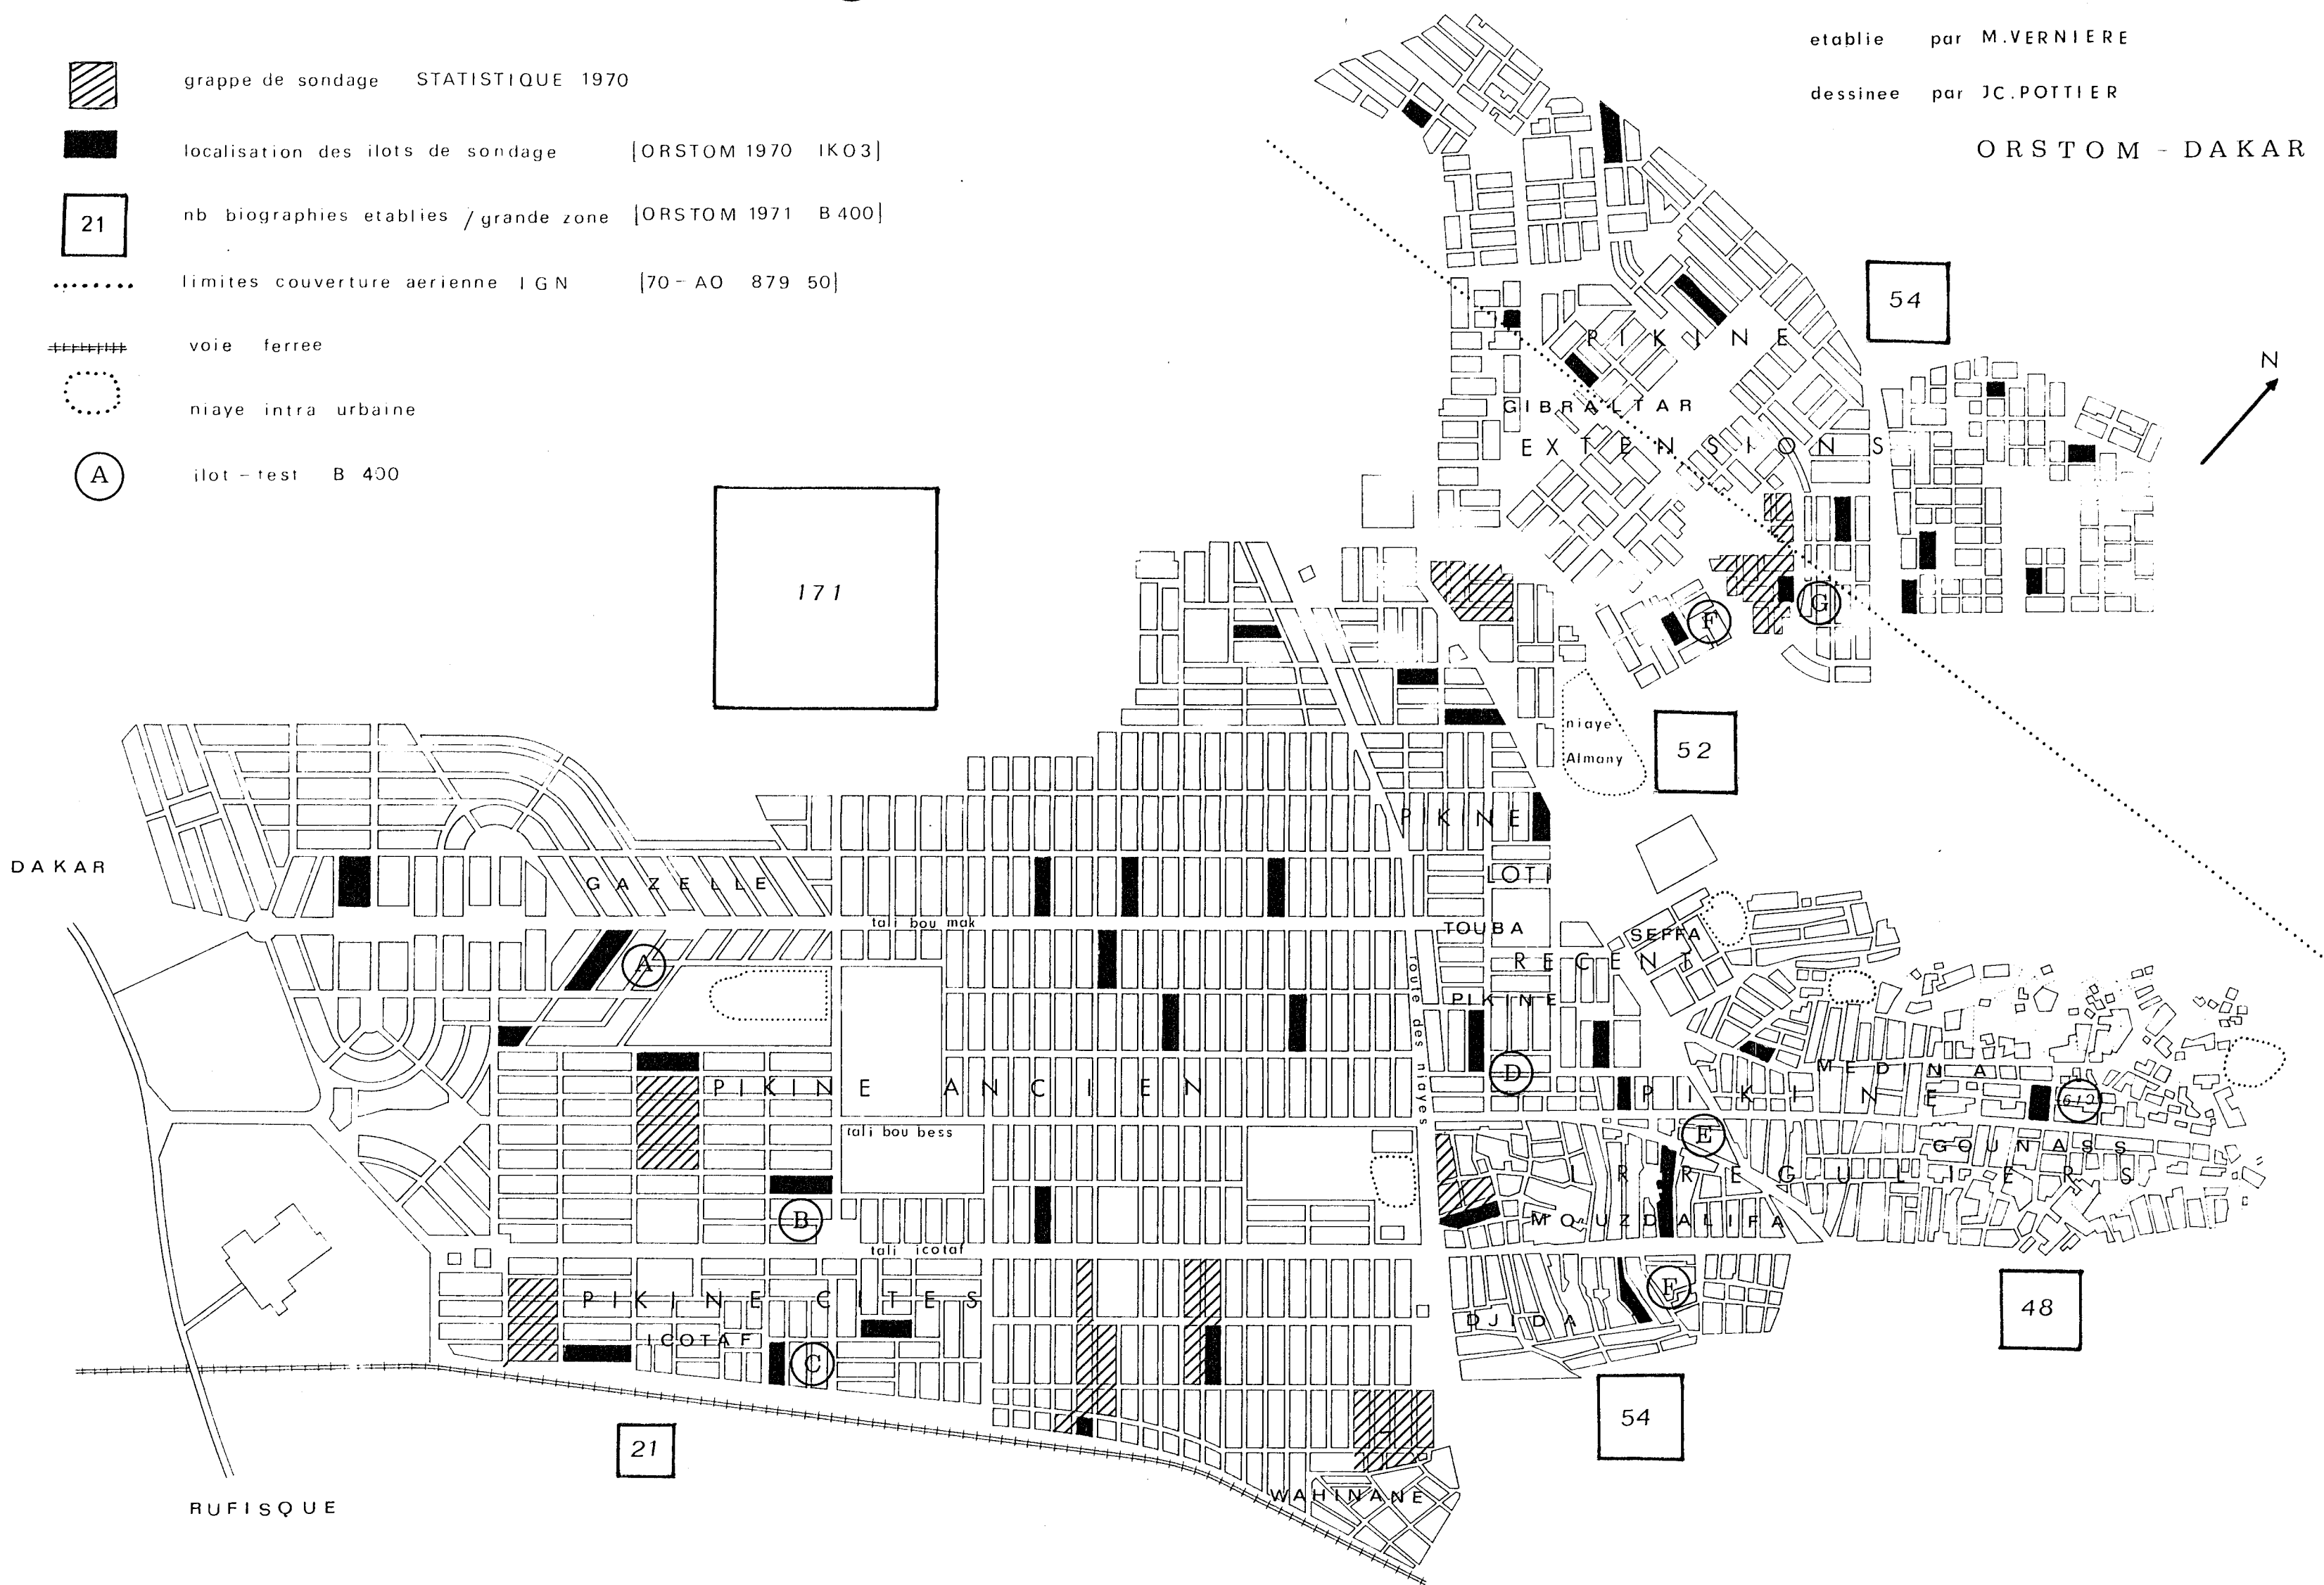 etablie par M.VERNIERE
dessinee par JC.POTTIER
ORSTOM - DAKAR
grappe de sondage STATISTIQUE 1970
localisation des ilots de sondage [ORSTOM 1970 IKO3]
21 nb biographies etablies / grande zone [ORSTOM 1971 B 400]
limites couverture aerienne IGN [70 - AO 879 50]
voie ferree
niaye intra urbaine
A ilot - test B 400
N
54
PIKINE
GIBRALTAR
EXTENSIONS
171
F
G
niaye
Almany
52
PIKINE
DAKAR
GAZELLE
LOTI
tali bou mak
TOUBA
SEFFA
RECENT
A
PIKINE
route des niayes
D
MEDINA
PIKINE ANCIEN
PIKINE
E
tali bou bess
GOUNASS
IRREGULIERS
B
MOUZDALIFA
tali icotaf
F
PIKINE CITES
DJIDA
48
ICOTAF
C
54
21
WAHINANE
RUFISQUE